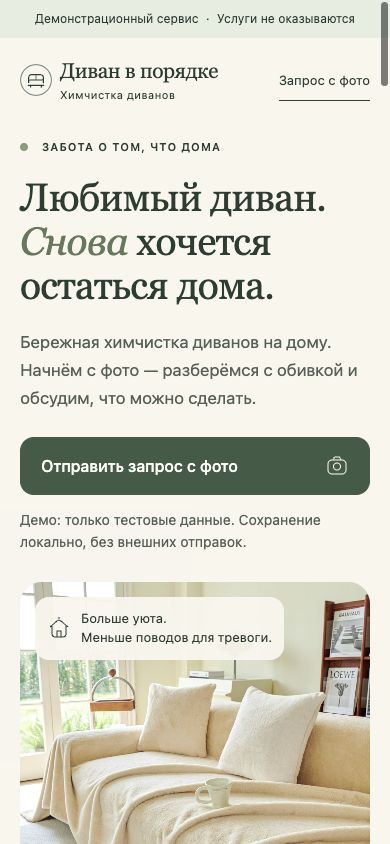 Демонстрационный сервис · Услуги не оказываются
Диван в порядке
Химчистка диванов
Запрос с фото
ЗАБОТА О ТОМ, ЧТО ДОМА
Любимый диван.
Снова хочется
остаться дома.
Бережная химчистка диванов на дому.
Начнём с фото — разберёмся с обивкой и
обсудим, что можно сделать.
Отправить запрос с фото
Демо: только тестовые данные. Сохранение
локально, без внешних отправок.
Больше уюта.
Меньше поводов для тревоги.
LOEWE